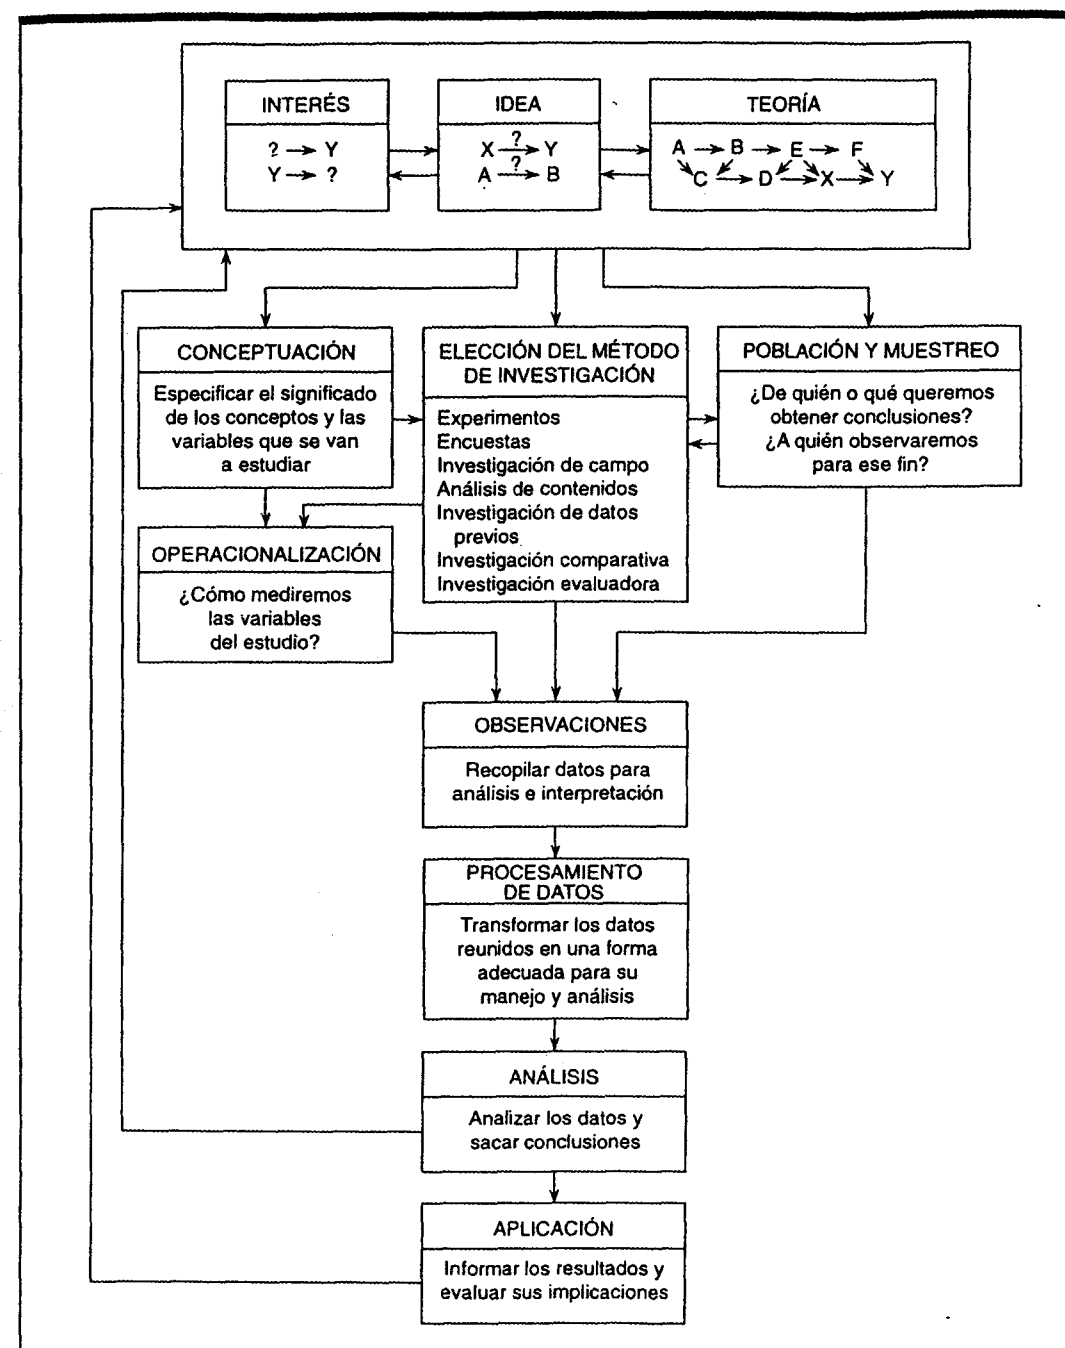 INTERÉS
? → Y
Y → ?
IDEA
?
X → Y
?
A → B
TEORÍA
A → B → E → F
C → D → X → Y
CONCEPTUACIÓN
Especificar el significado
de los conceptos y las
variables que se van
a estudiar
ELECCIÓN DEL MÉTODO
DE INVESTIGACIÓN
Experimentos
Encuestas
Investigación de campo
Análisis de contenidos
Investigación de datos
previos
Investigación comparativa
Investigación evaluadora
POBLACIÓN Y MUESTREO
¿De quién o qué queremos
obtener conclusiones?
¿A quién observaremos
para ese fin?
OPERACIONALIZACIÓN
¿Cómo mediremos
las variables
del estudio?
OBSERVACIONES
Recopilar datos para
análisis e interpretación
PROCESAMIENTO
DE DATOS
Transformar los datos
reunidos en una forma
adecuada para su
manejo y análisis
ANÁLISIS
Analizar los datos y
sacar conclusiones
APLICACIÓN
Informar los resultados y
evaluar sus implicaciones